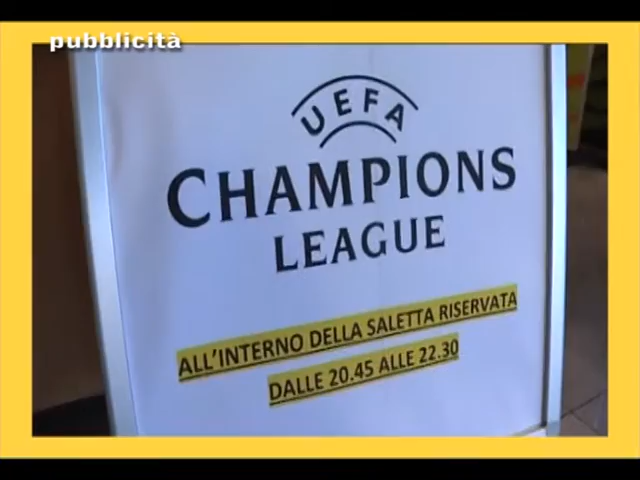 pubblicità
UEFA
CHAMPIONS
LEAGUE
ALL'INTERNO DELLA SALETTA RISERVATA
DALLE 20.45 ALLE 22.30